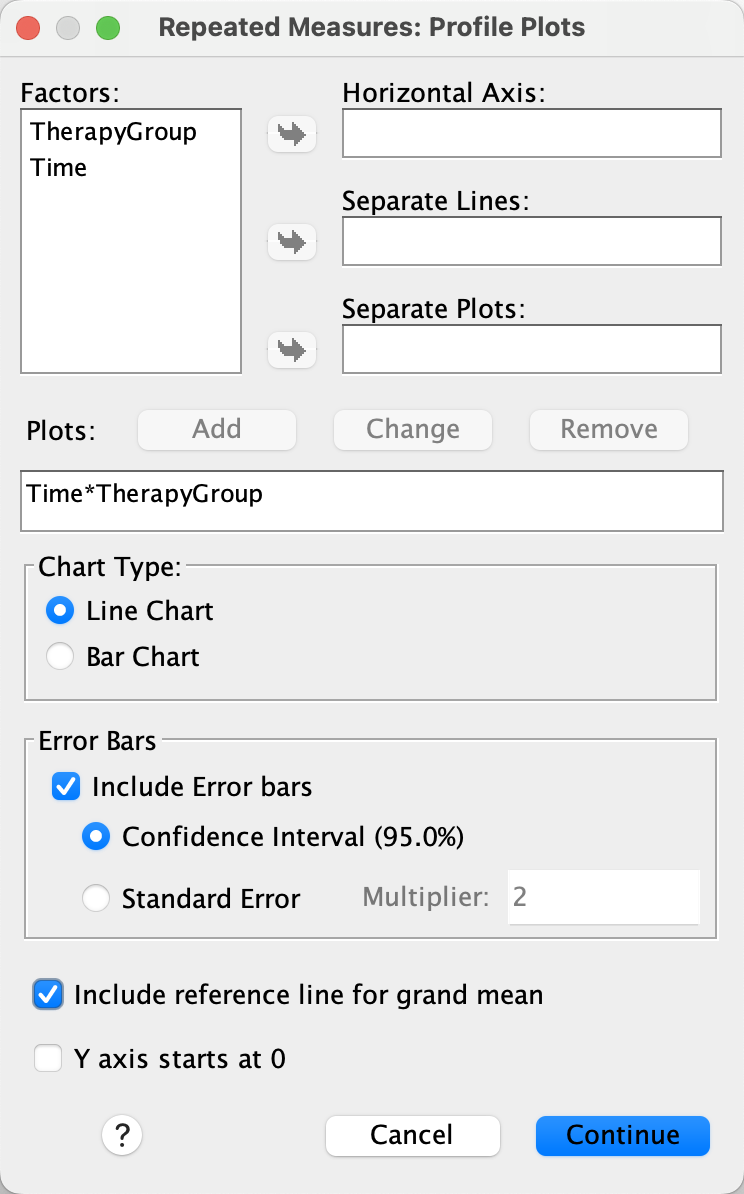 Repeated Measures: Profile Plots
Factors:
TherapyGroup
Time
Horizontal Axis:
Separate Lines:
Separate Plots:
Plots: Add Change Remove
Time*TherapyGroup
Chart Type:
Line Chart
Bar Chart
Error Bars
Include Error bars
Confidence Interval (95.0%)
Standard Error Multiplier: 2
Include reference line for grand mean
Y axis starts at 0
? Cancel Continue